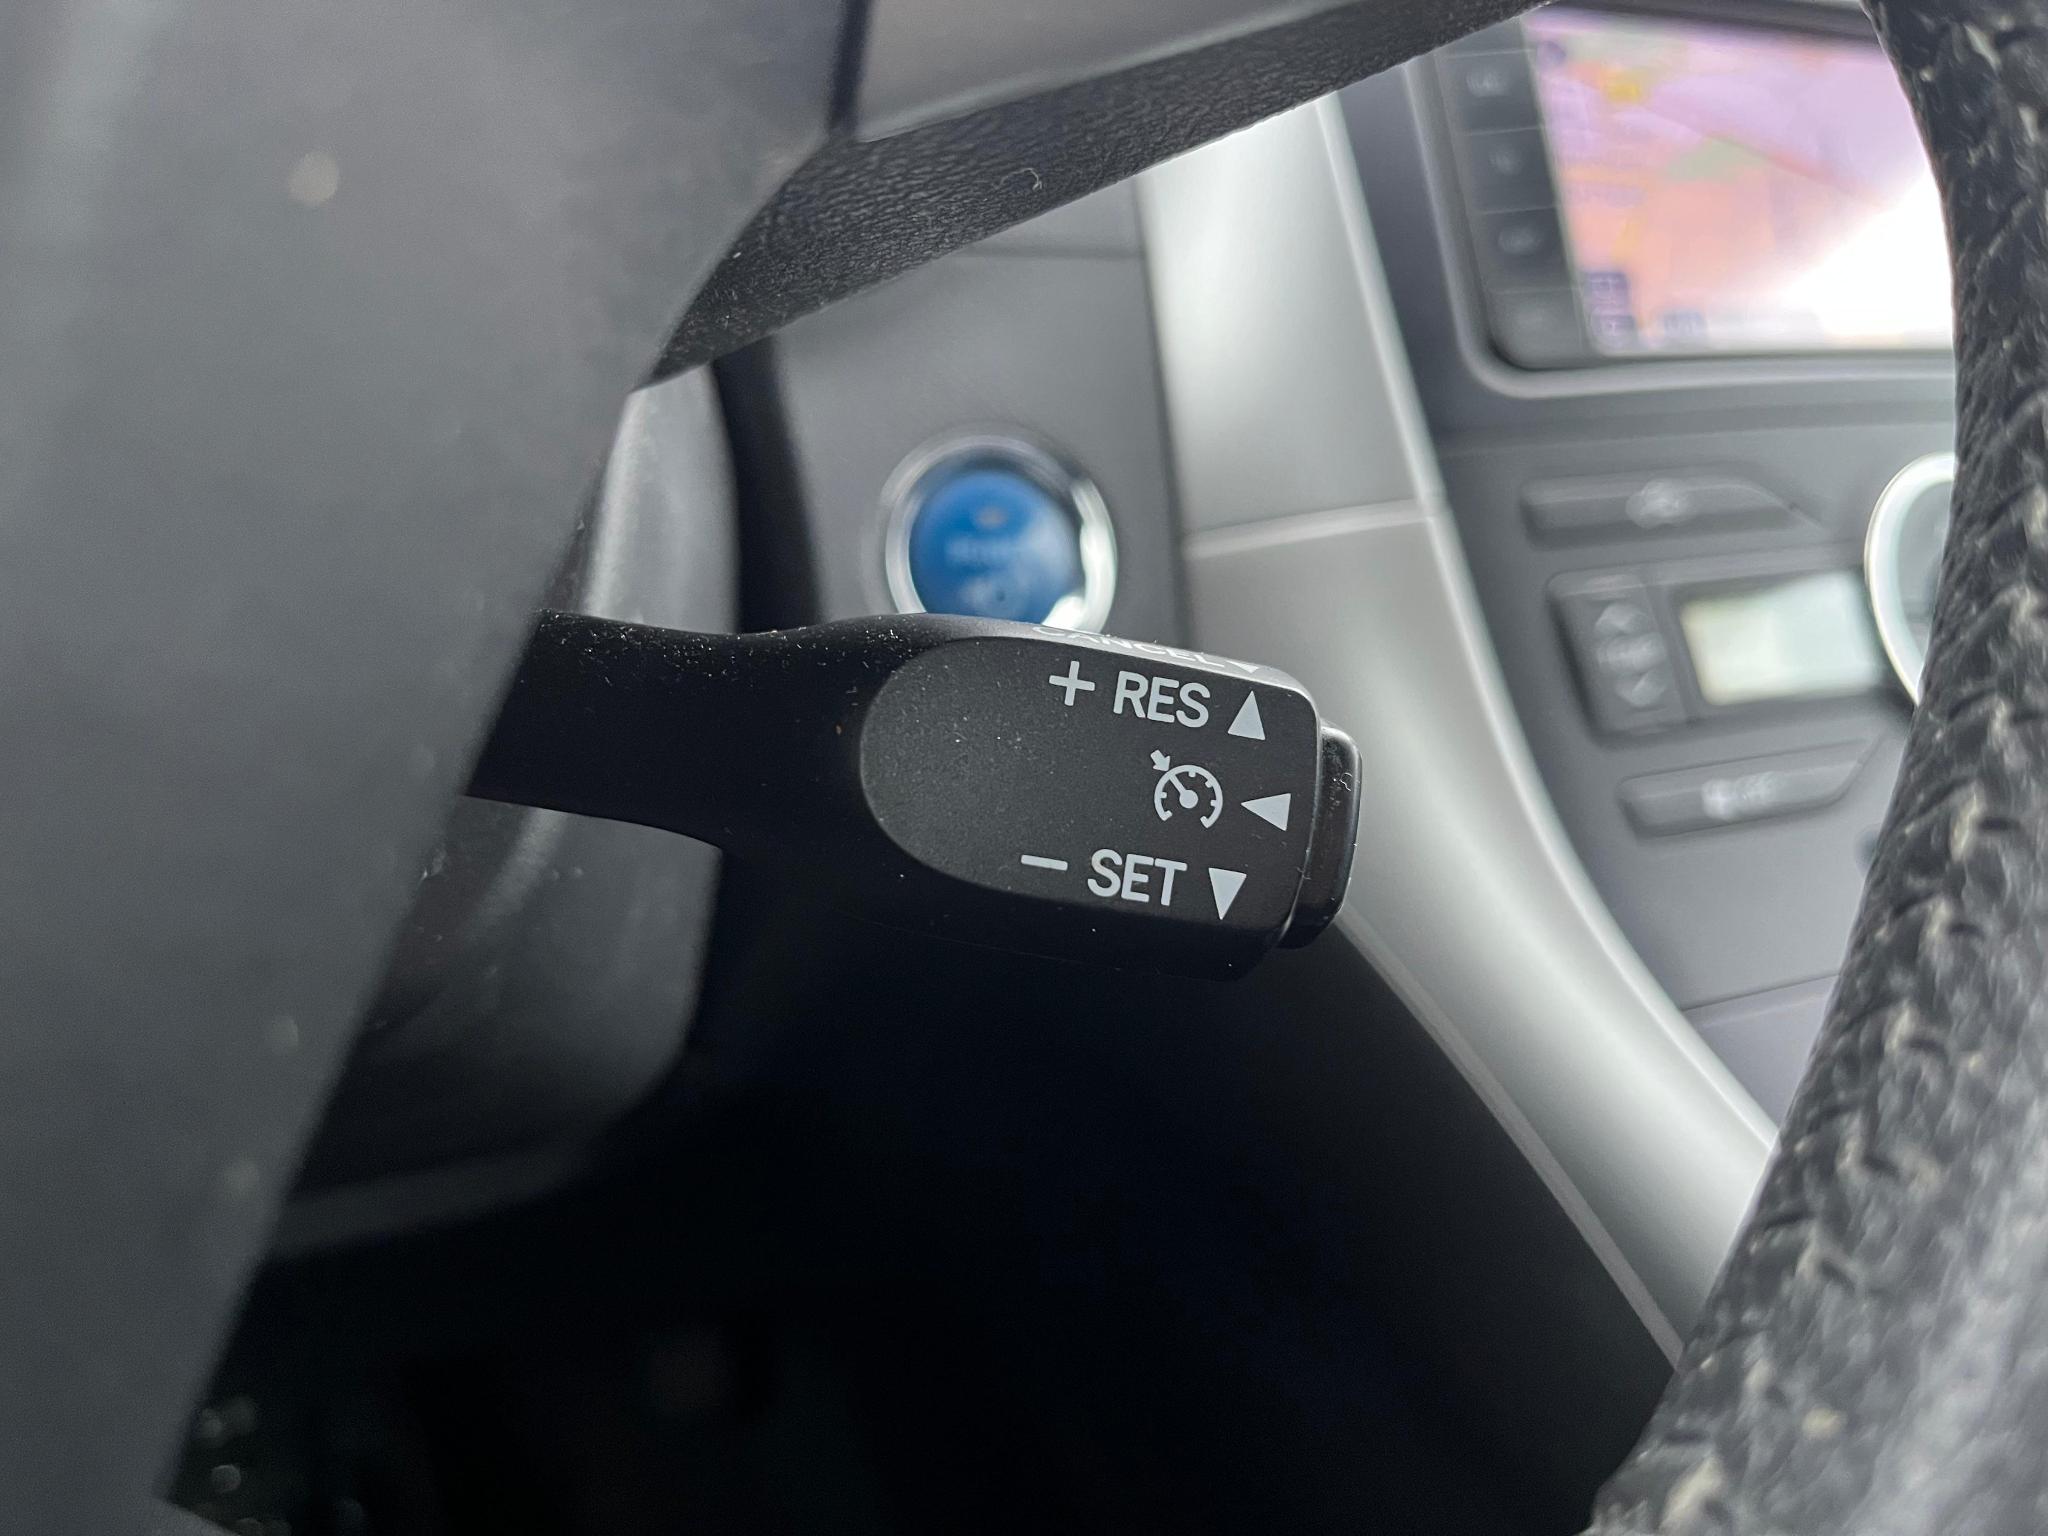 CANCEL
+ RES
− SET